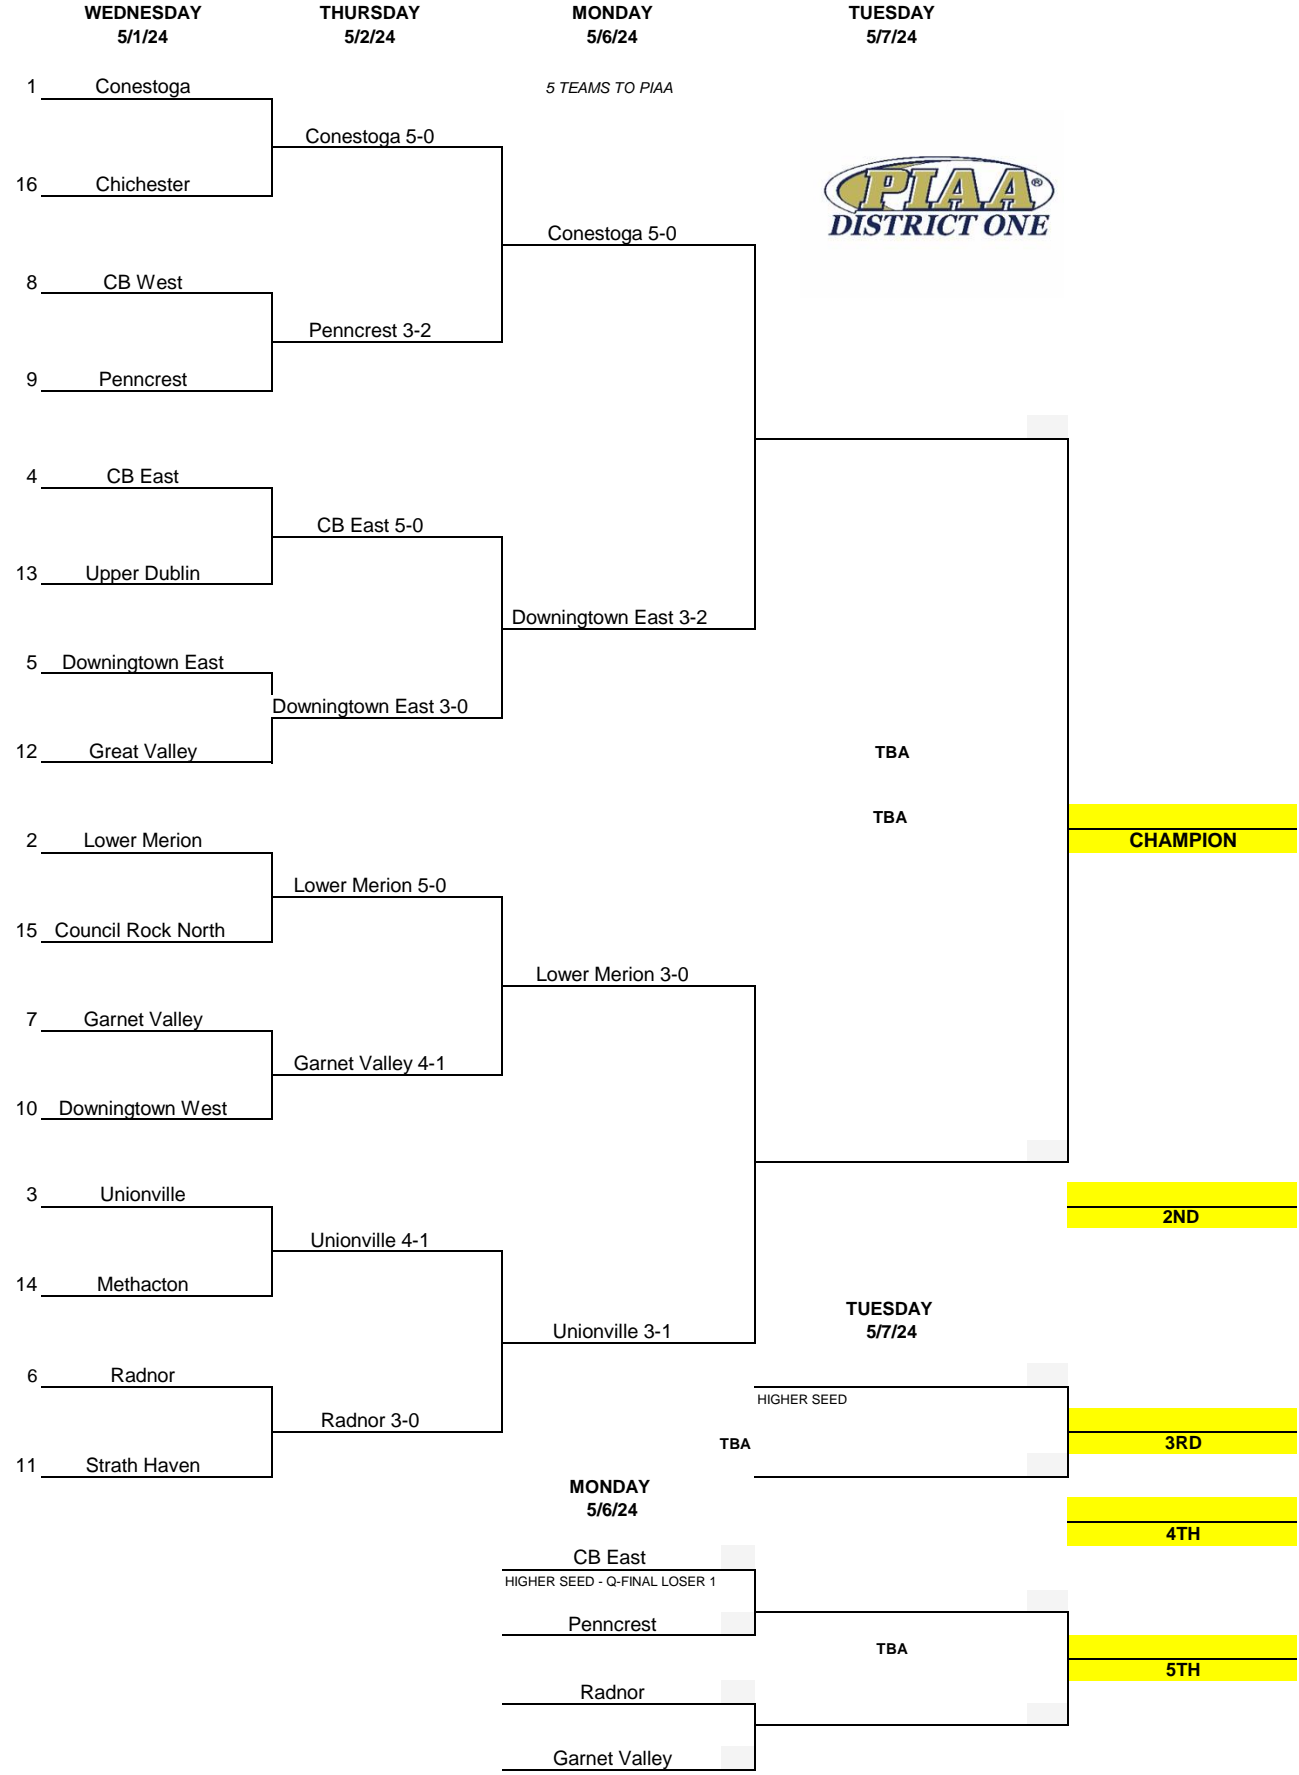 WEDNESDAY THURSDAY MONDAY TUESDAY
5/1/24 5/2/24 5/6/24 5/7/24
1 Conestoga 5 TEAMS TO PIAA
Conestoga 5-0
PIAA®
16 Chichester
DISTRICT ONE
Conestoga 5-0
8 CB West
Penncrest 3-2
9 Penncrest
4 CB East
CB East 5-0
13 Upper Dublin
Downingtown East 3-2
5 Downingtown East
Downingtown East 3-0
12 Great Valley TBA
TBA
2 Lower Merion CHAMPION
Lower Merion 5-0
15 Council Rock North
Lower Merion 3-0
7 Garnet Valley
Garnet Valley 4-1
10 Downingtown West
3 Unionville
2ND
Unionville 4-1
14 Methacton
TUESDAY
Unionville 3-1 5/7/24
6 Radnor
HIGHER SEED
Radnor 3-0
TBA 3RD
11 Strath Haven
MONDAY
5/6/24
4TH
CB East
HIGHER SEED - Q-FINAL LOSER 1
Penncrest
TBA
5TH
Radnor
Garnet Valley